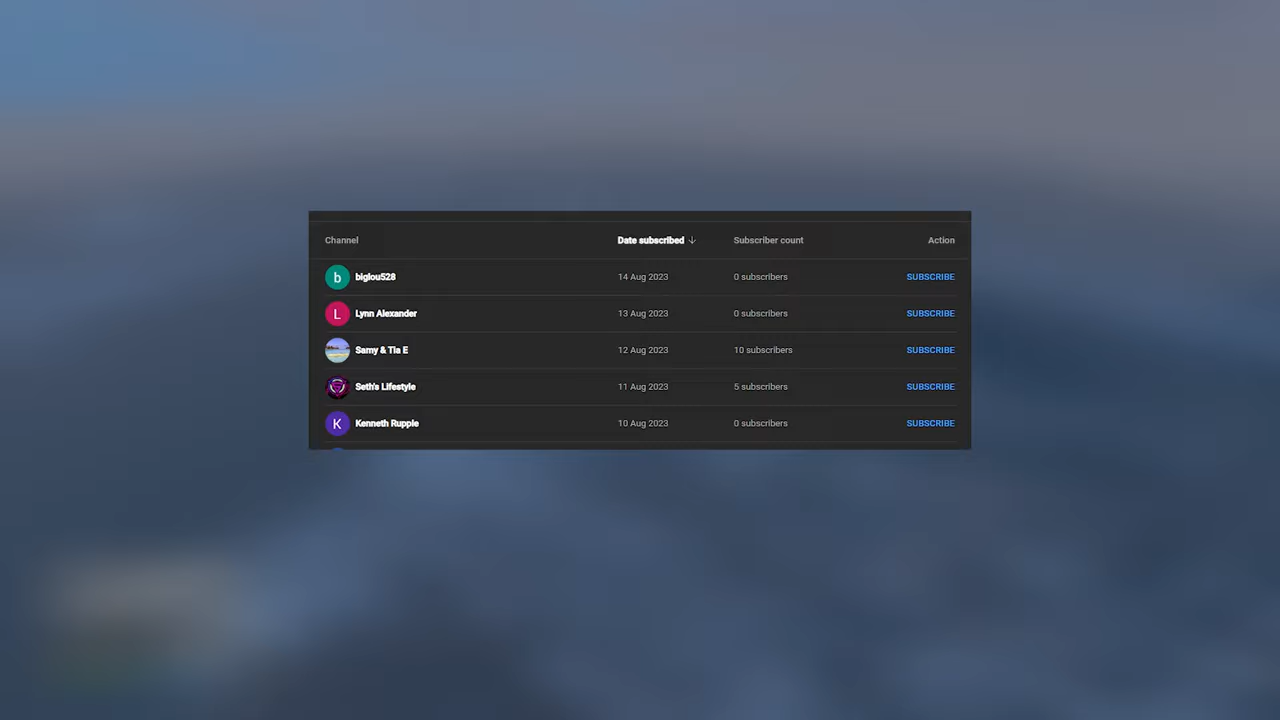 Channel Date subscribed ↓ Subscriber count Action
b biglou528 14 Aug 2023 0 subscribers SUBSCRIBE
L Lynn Alexander 13 Aug 2023 0 subscribers SUBSCRIBE
Samy & Tia E 12 Aug 2023 10 subscribers SUBSCRIBE
Seth's Lifestyle 11 Aug 2023 5 subscribers SUBSCRIBE
K Kenneth Rupple 10 Aug 2023 0 subscribers SUBSCRIBE